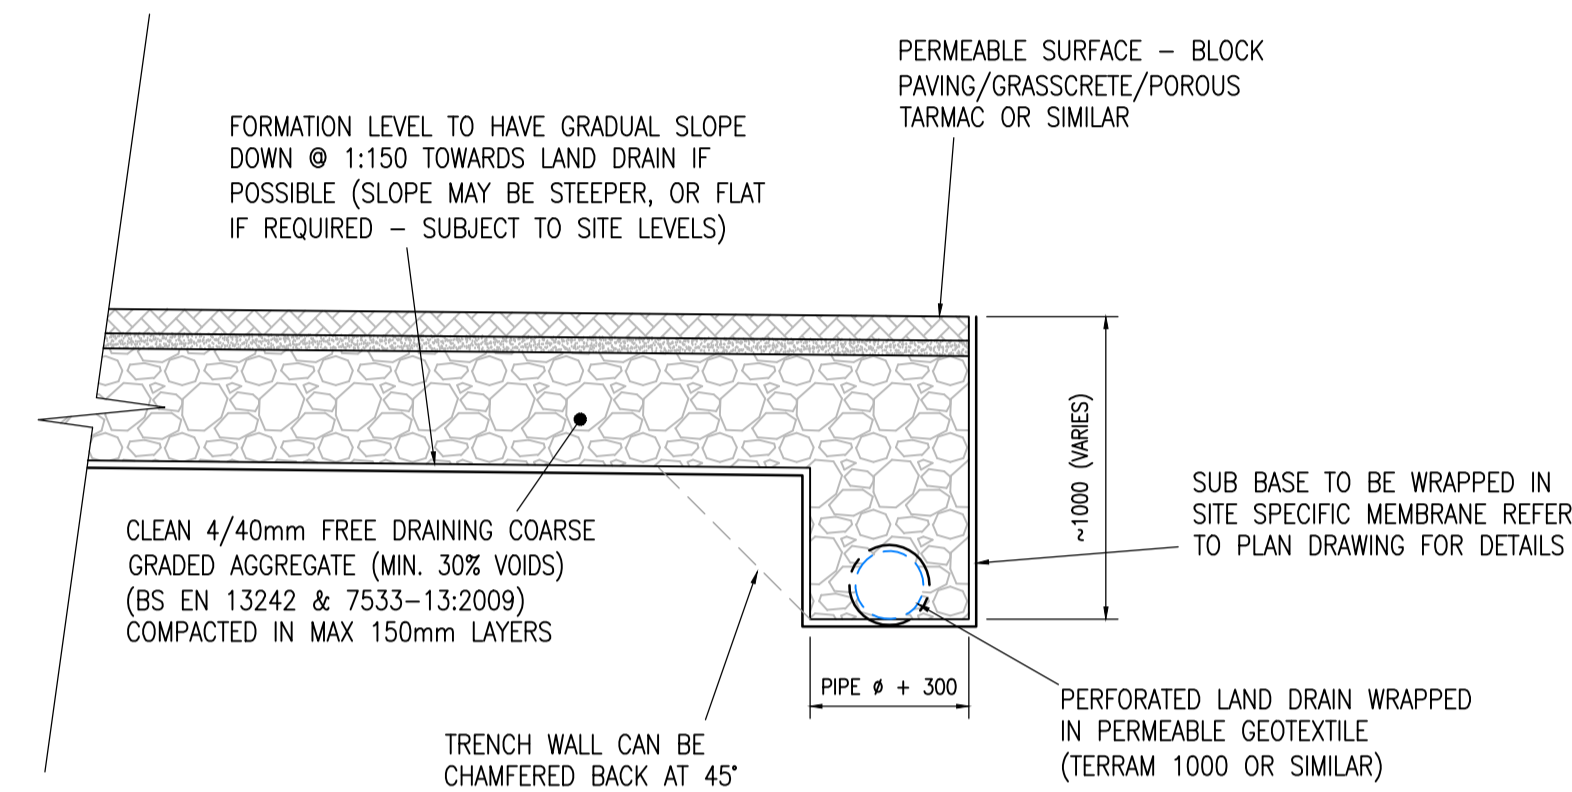 PERMEABLE SURFACE – BLOCK
PAVING/GRASSCRETE/POROUS
TARMAC OR SIMILAR
FORMATION LEVEL TO HAVE GRADUAL SLOPE
DOWN @ 1:150 TOWARDS LAND DRAIN IF
POSSIBLE (SLOPE MAY BE STEEPER, OR FLAT
IF REQUIRED – SUBJECT TO SITE LEVELS)
~1000 (VARIES)
SUB BASE TO BE WRAPPED IN
SITE SPECIFIC MEMBRANE REFER
TO PLAN DRAWING FOR DETAILS
CLEAN 4/40mm FREE DRAINING COARSE
GRADED AGGREGATE (MIN. 30% VOIDS)
(BS EN 13242 & 7533–13:2009)
COMPACTED IN MAX 150mm LAYERS
PIPE ø + 300
PERFORATED LAND DRAIN WRAPPED
IN PERMEABLE GEOTEXTILE
(TERRAM 1000 OR SIMILAR)
TRENCH WALL CAN BE
CHAMFERED BACK AT 45°